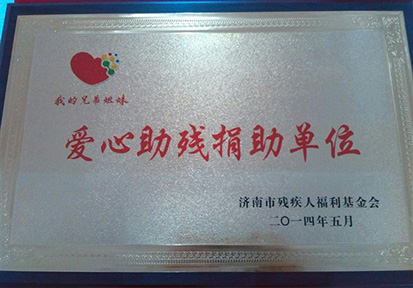 我的兄弟姐妹
爱心助残捐助单位
济南市残疾人福利基金会
二〇一四年五月